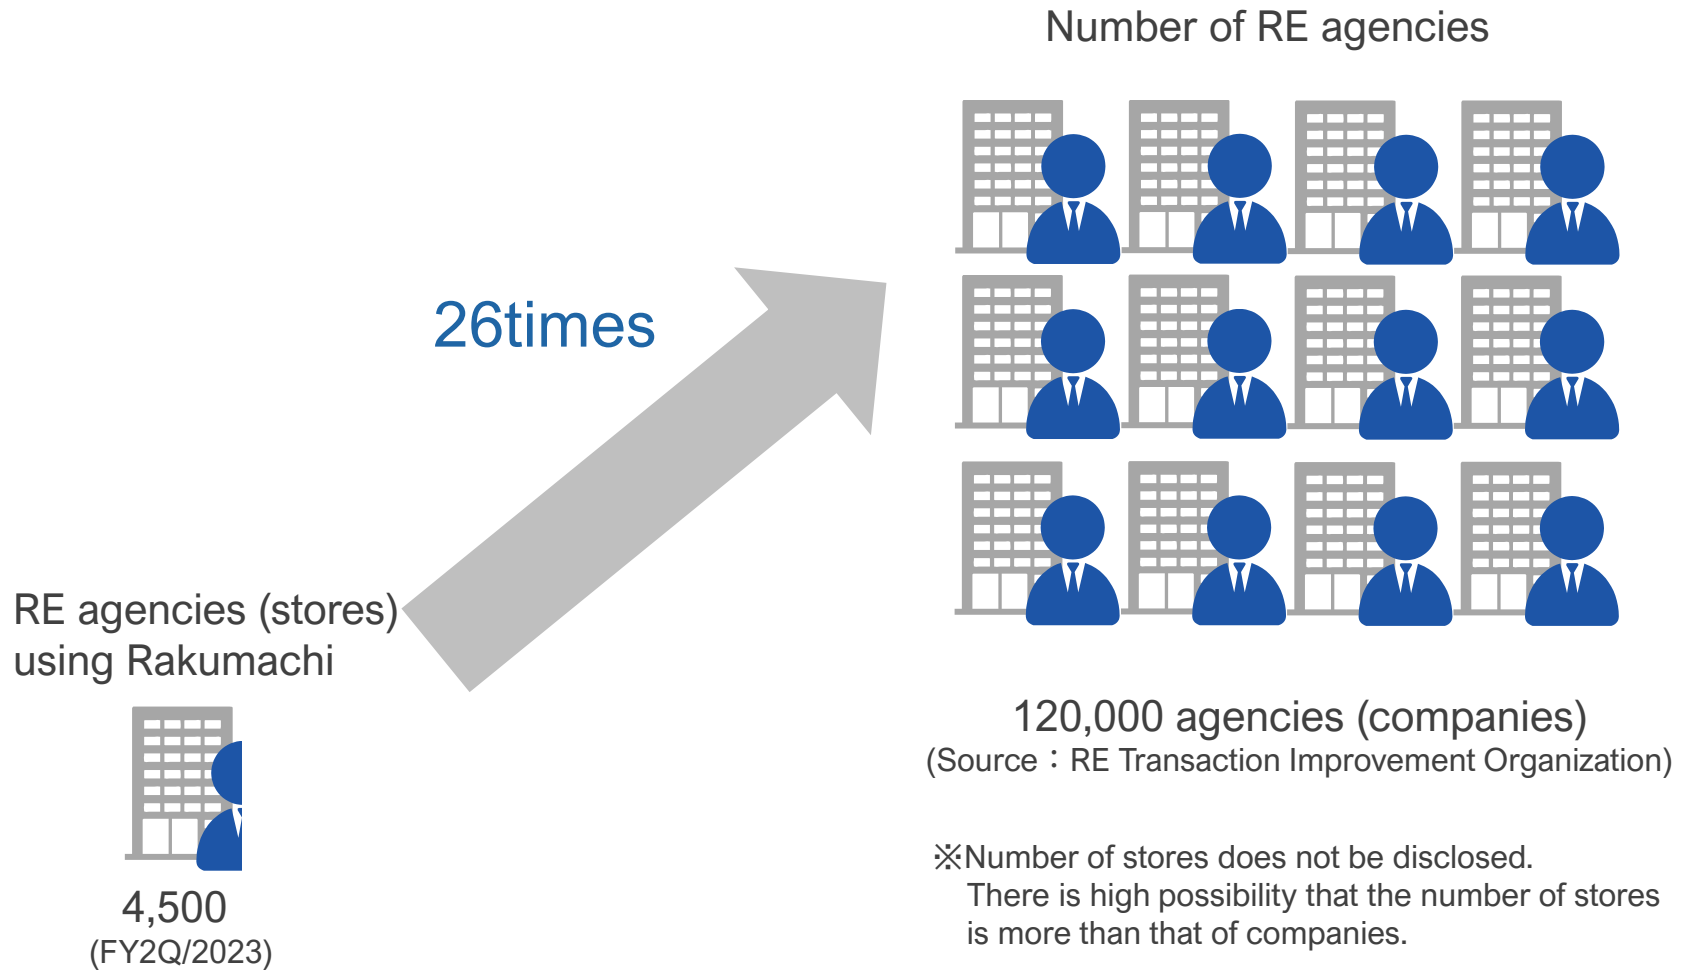 Number of RE agencies
26times
RE agencies (stores)
using Rakumachi
4,500
(FY2Q/2023)
120,000 agencies (companies)
(Source：RE Transaction Improvement Organization)
※Number of stores does not be disclosed.
There is high possibility that the number of stores
is more than that of companies.